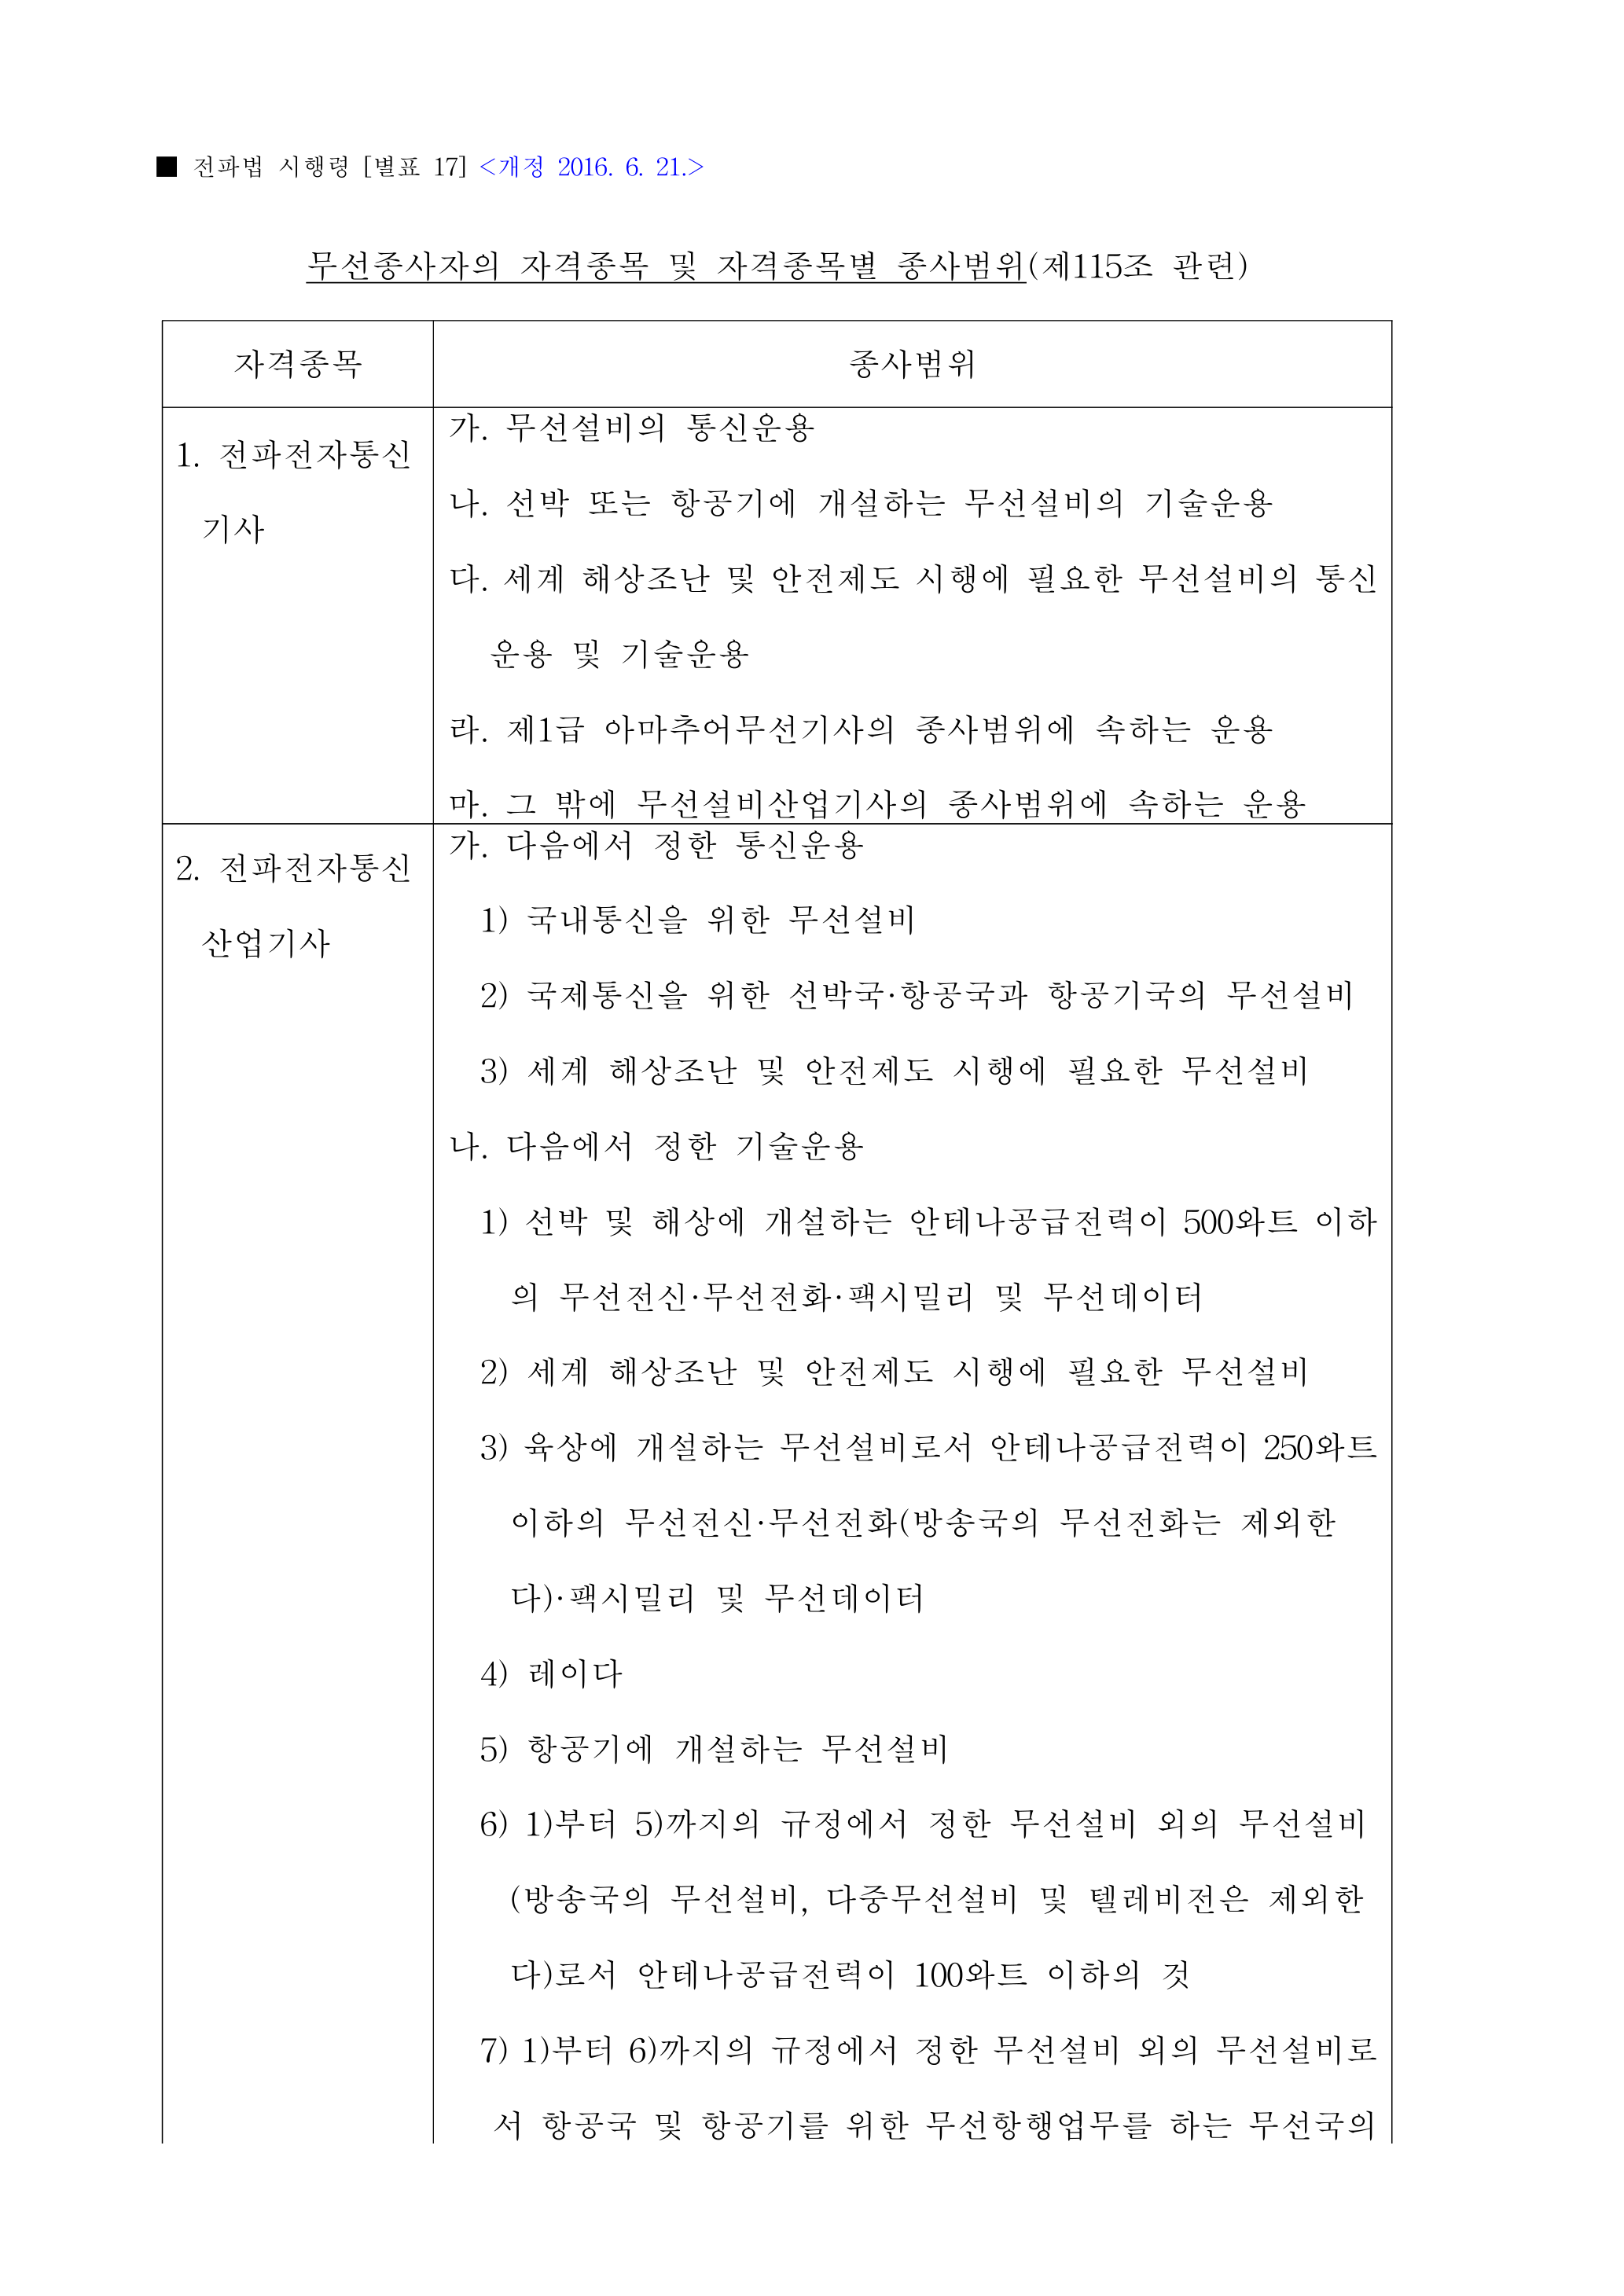 ■ 전파법 시행령 [별표 17] <개정 2016. 6. 21.>
무선종사자의 자격종목 및 자격종목별 종사범위(제115조 관련)
자격종목
종사범위
1. 전파전자통신
기사
가. 무선설비의 통신운용
나. 선박 또는 항공기에 개설하는 무선설비의 기술운용
다. 세계 해상조난 및 안전제도 시행에 필요한 무선설비의 통신
운용 및 기술운용
라. 제1급 아마추어무선기사의 종사범위에 속하는 운용
마. 그 밖에 무선설비산업기사의 종사범위에 속하는 운용
2. 전파전자통신
산업기사
가. 다음에서 정한 통신운용
1) 국내통신을 위한 무선설비
2) 국제통신을 위한 선박국·항공국과 항공기국의 무선설비
3) 세계 해상조난 및 안전제도 시행에 필요한 무선설비
나. 다음에서 정한 기술운용
1) 선박 및 해상에 개설하는 안테나공급전력이 500와트 이하
의 무선전신·무선전화·팩시밀리 및 무선데이터
2) 세계 해상조난 및 안전제도 시행에 필요한 무선설비
3) 육상에 개설하는 무선설비로서 안테나공급전력이 250와트
이하의 무선전신·무선전화(방송국의 무선전화는 제외한
다)·팩시밀리 및 무선데이터
4) 레이다
5) 항공기에 개설하는 무선설비
6) 1)부터 5)까지의 규정에서 정한 무선설비 외의 무선설비
(방송국의 무선설비, 다중무선설비 및 텔레비전은 제외한
다)로서 안테나공급전력이 100와트 이하의 것
7) 1)부터 6)까지의 규정에서 정한 무선설비 외의 무선설비로
서 항공국 및 항공기를 위한 무선항행업무를 하는 무선국의